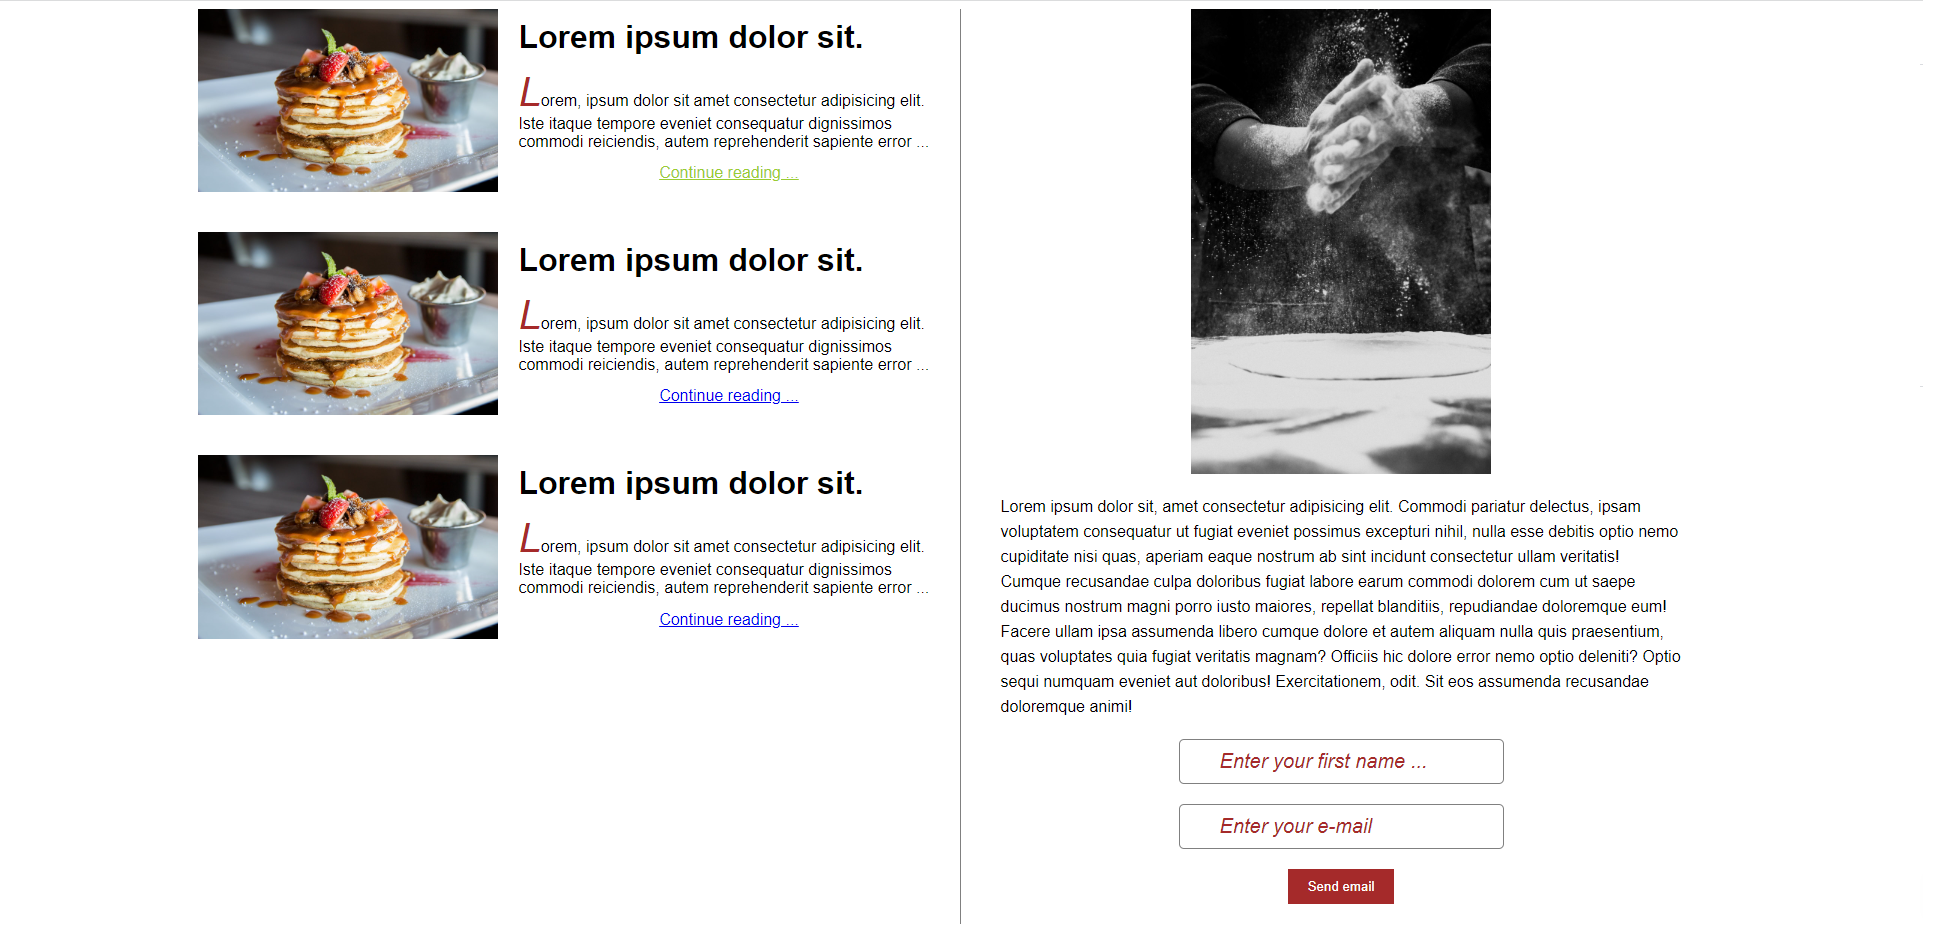 Lorem ipsum dolor sit.
Lorem, ipsum dolor sit amet consectetur adipisicing elit.
Iste itaque tempore eveniet consequatur dignissimos
commodi reiciendis, autem reprehenderit sapiente error ...
Continue reading ...
Lorem ipsum dolor sit.
Lorem, ipsum dolor sit amet consectetur adipisicing elit.
Iste itaque tempore eveniet consequatur dignissimos
commodi reiciendis, autem reprehenderit sapiente error ...
Continue reading ...
Lorem ipsum dolor sit.
Lorem, ipsum dolor sit amet consectetur adipisicing elit.
Iste itaque tempore eveniet consequatur dignissimos
commodi reiciendis, autem reprehenderit sapiente error ...
Continue reading ...
Lorem ipsum dolor sit, amet consectetur adipisicing elit. Commodi pariatur delectus, ipsam
voluptatem consequatur ut fugiat eveniet possimus excepturi nihil, nulla esse debitis optio nemo
cupiditate nisi quas, aperiam eaque nostrum ab sint incidunt consectetur ullam veritatis!
Cumque recusandae culpa doloribus fugiat labore earum commodi dolorem cum ut saepe
ducimus nostrum magni porro iusto maiores, repellat blanditiis, repudiandae doloremque eum!
Facere ullam ipsa assumenda libero cumque dolore et autem aliquam nulla quis praesentium,
quas voluptates quia fugiat veritatis magnam? Officiis hic dolore error nemo optio deleniti? Optio
sequi numquam eveniet aut doloribus! Exercitationem, odit. Sit eos assumenda recusandae
doloremque animi!
Enter your first name ...
Enter your e-mail
Send email